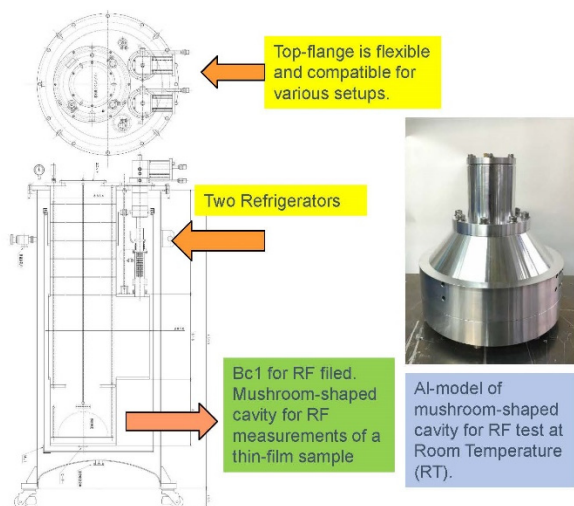 Top-flange is flexible
and compatible for
various setups.
Two Refrigerators
Bc1 for RF filed.
Mushroom-shaped
cavity for RF
measurements of a
thin-film sample
Al-model of
mushroom-shaped
cavity for RF test at
Room Temperature
(RT).